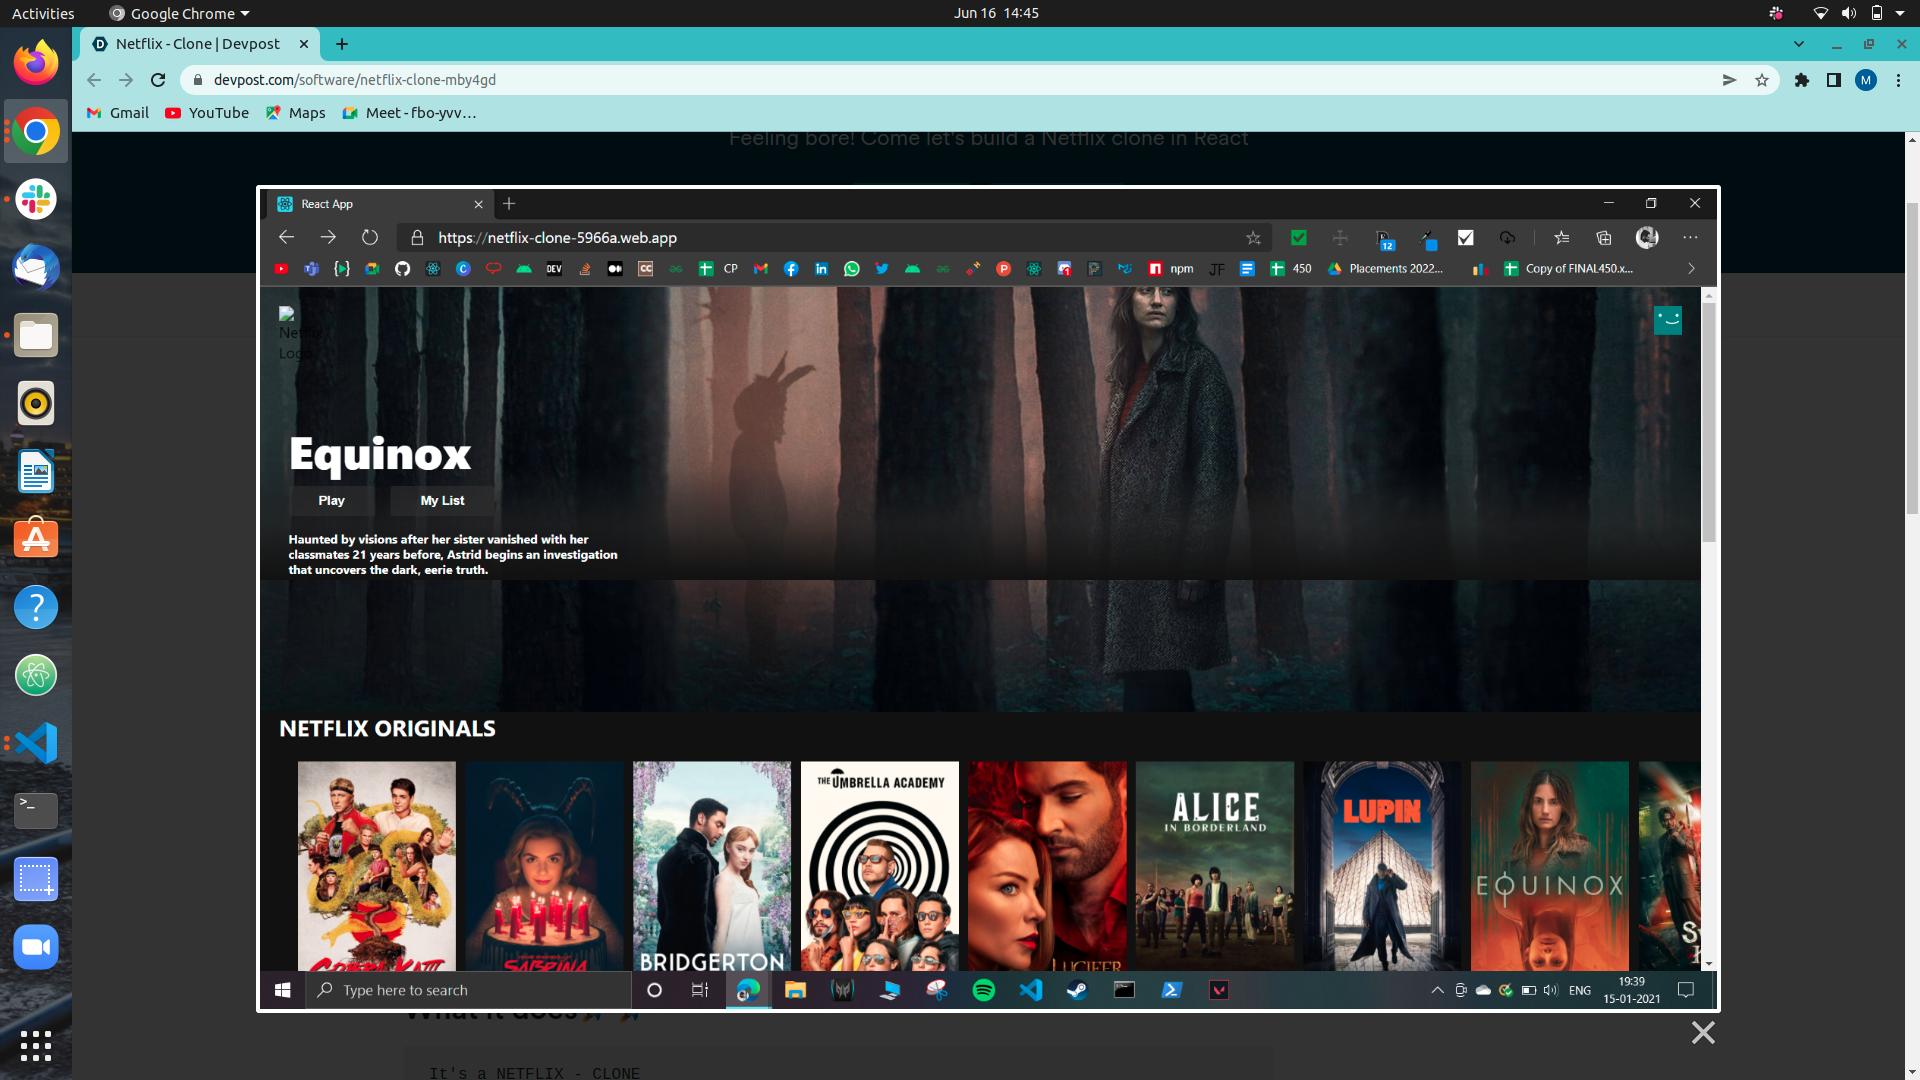 Activities
Google Chrome
Jun 16 14:45
Netflix - Clone | Devpost
devpost.com/software/netflix-clone-mby4gd
M
Gmail
YouTube
Maps
Meet - fbo-yvv…
Feeling bore! Come let's build a Netflix clone in React
React App
https://netflix-clone-5966a.web.app
12
DEV
CC
CP
npm
JF
450
Placements 2022...
Copy of FINAL450.x...
Netflix
Logo
Equinox
Play
My List
Haunted by visions after her sister vanished with her
classmates 21 years before, Astrid begins an investigation
that uncovers the dark, eerie truth.
NETFLIX ORIGINALS
COBRA KAI
SABRINA
BRIDGERTON
THE UMBRELLA ACADEMY
LUCIFER
ALICE
IN BORDERLAND
LUPIN
EQUINOX
Type here to search
ENG
19:39
15-01-2021
What it does
It's a NETFLIX - CLONE